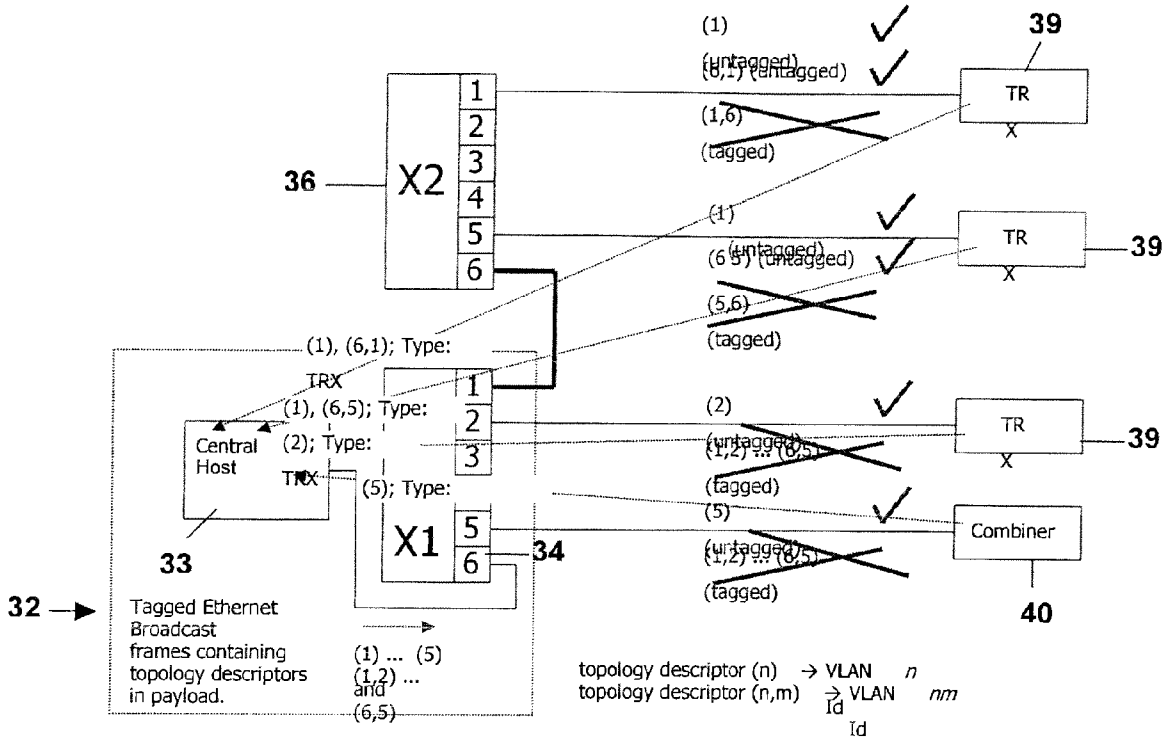 (1)
39
(untagged)
(6,1) (untagged)
1
TR
2
(1,6)
X
3
(tagged)
36
X2
4
(1)
5
TR
(untagged)
39
6
(6 5) (untagged)
X
(5,6)
(tagged)
(1), (6,1); Type:
TRX
1
(1), (6,5); Type:
2
(2)
TR
Central
Host
(2); Type:
(untagged)
39
3
(1,2) ... (6,5)
X
TRX
(5); Type:
(tagged)
(5)
X1
5
34
(untagged)
Combiner
33
6
(1,2) ... (6,5)
(tagged)
32
40
Tagged Ethernet
Broadcast
frames containing
topology descriptors
in payload.
(1) ... (5)
(1,2) ...
and
(6,5)
topology descriptor (n) → VLAN n
topology descriptor (n,m) → VLAN nm
Id
Id